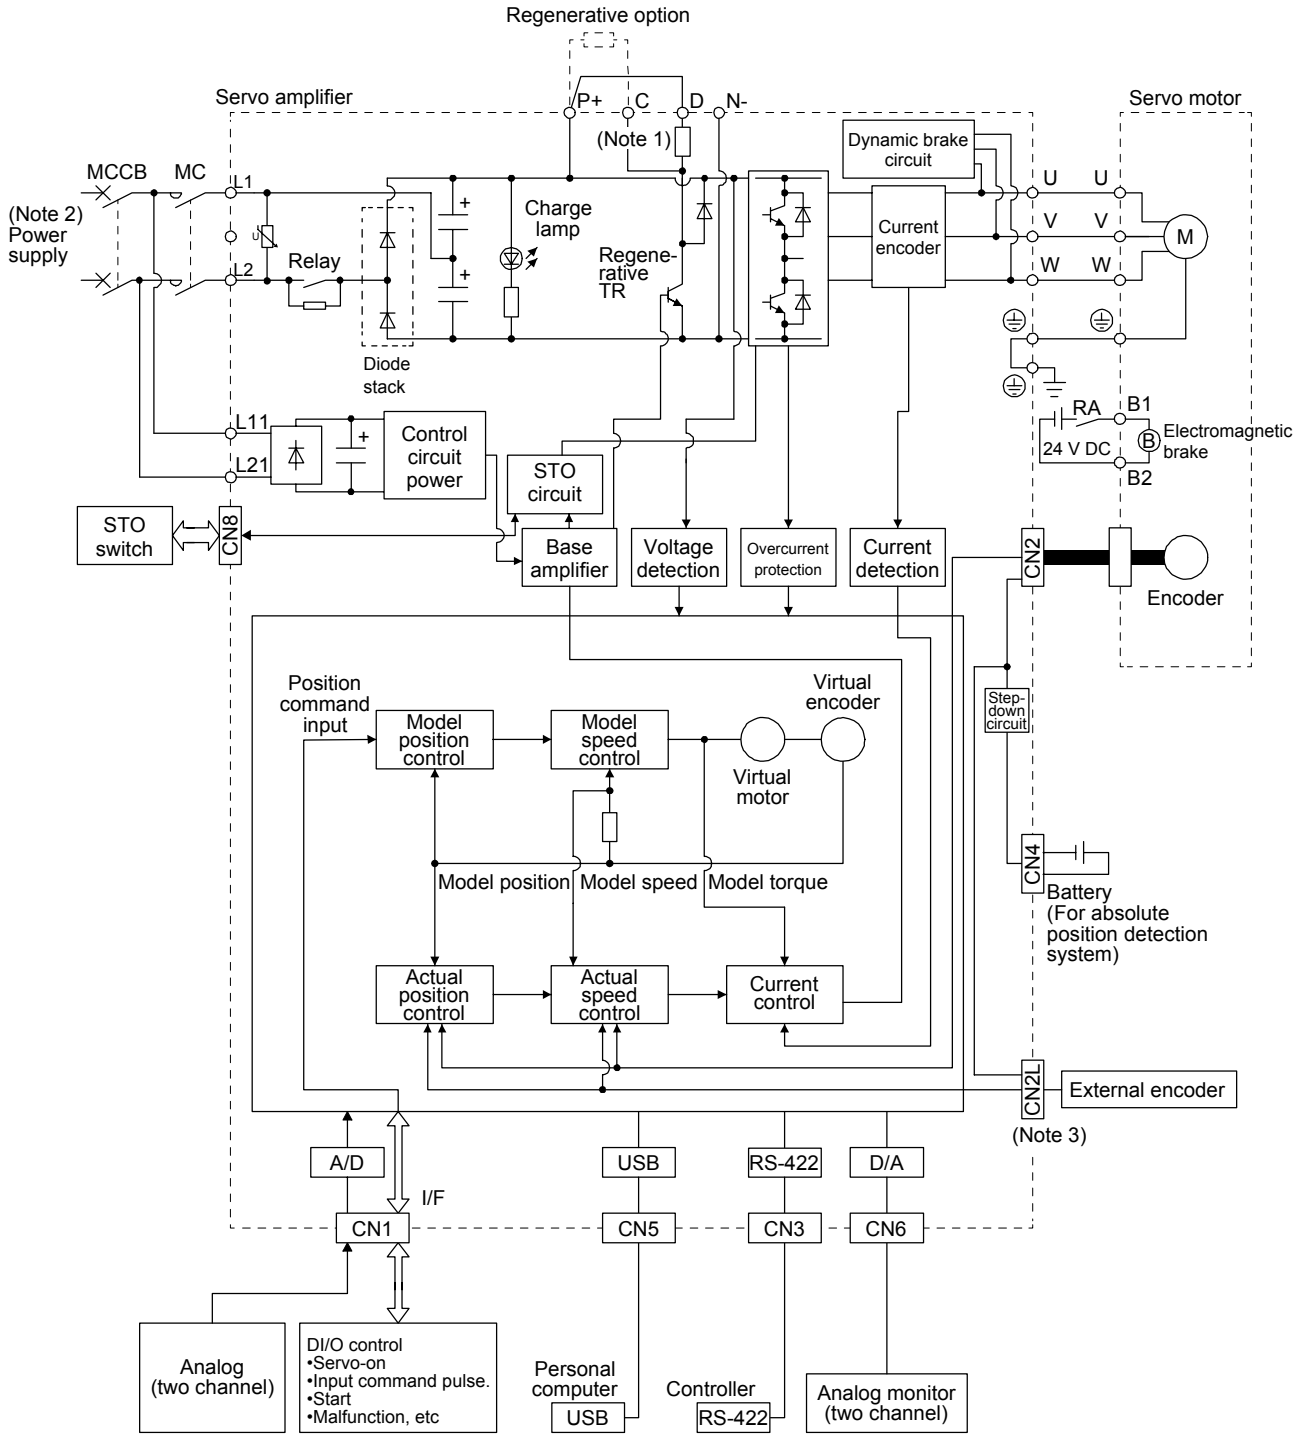 Regenerative option
Servo amplifier
P+
C
D
N-
Servo motor
(Note 1)
Dynamic brake
circuit
MCCB
MC
L1
U
U
(Note 2)
Power
supply
U
Charge
lamp
Current
encoder
V
V
M
Relay
L2
Regene-
rative
TR
W
W
Diode
stack
+
+
L11
+
Control
circuit
power
RA
B1
24 V DC
B
Electromagnetic
brake
B2
L21
STO
circuit
STO
switch
CN8
Base
amplifier
Voltage
detection
Overcurrent
protection
Current
detection
CN2
Encoder
Position
command
input
Model
position
control
Model
speed
control
Virtual
encoder
Virtual
motor
Step-
down
circuit
CN4
Model position
Model speed
Model torque
Battery
(For absolute
position detection
system)
Actual
position
control
Actual
speed
control
Current
control
CN2L
External encoder
(Note 3)
A/D
USB
RS-422
D/A
I/F
CN1
CN5
CN3
CN6
Analog
(two channel)
DI/O control
•Servo-on
•Input command pulse.
•Start
•Malfunction, etc
Personal
computer
USB
Controller
RS-422
Analog monitor
(two channel)